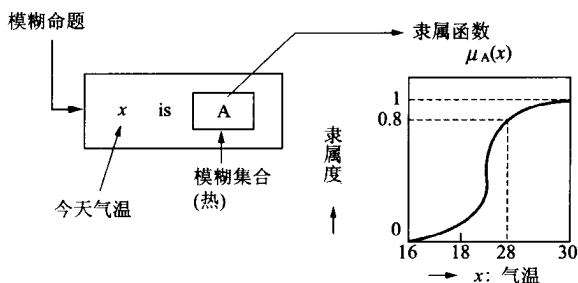 模糊命题
隶属函数
μA(x)
x is A
模糊集合
(热)
今天气温
隶属度
1
0.8
0
16 18 28 30
x: 气温